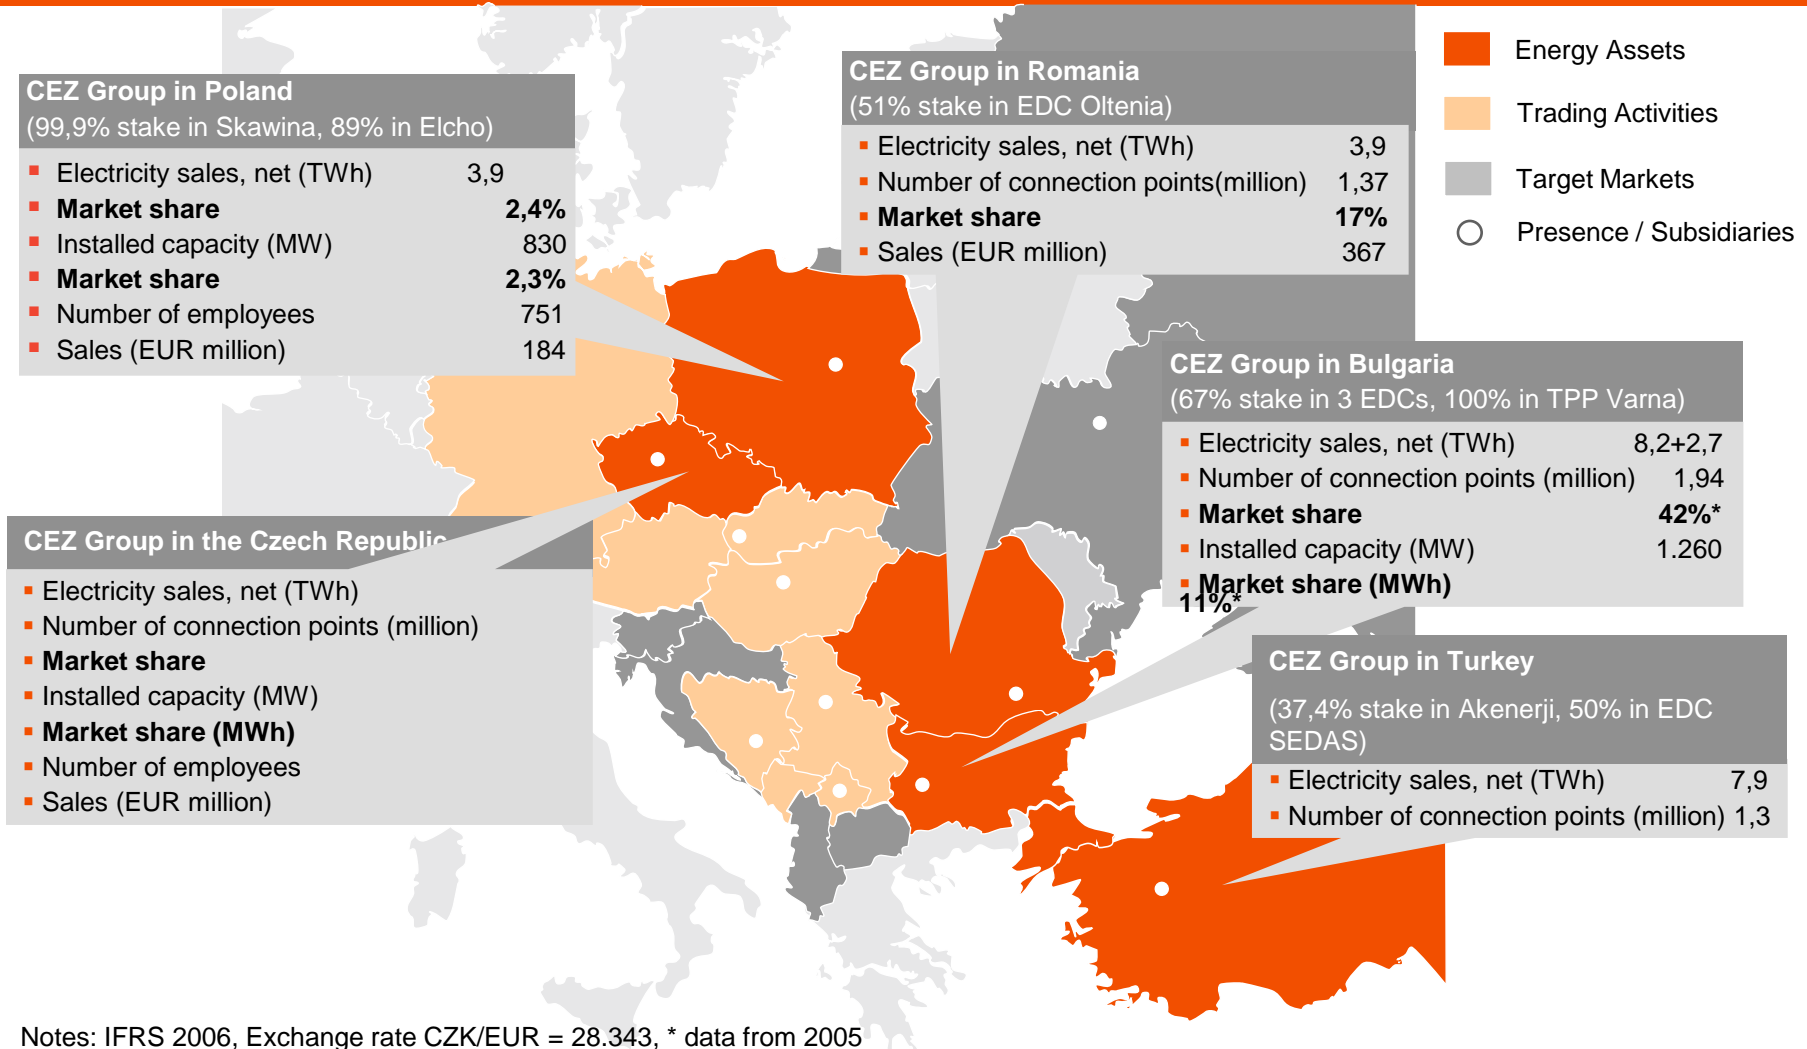 CEZ Group in Poland
(99,9% stake in Skawina, 89% in Elcho)
Electricity sales, net (TWh) 3,9
Market share 2,4%
Installed capacity (MW) 830
Market share 2,3%
Number of employees 751
Sales (EUR million) 184
CEZ Group in Romania
(51% stake in EDC Oltenia)
Electricity sales, net (TWh) 3,9
Number of connection points(million) 1,37
Market share 17%
Sales (EUR million) 367
Energy Assets
Trading Activities
Target Markets
Presence / Subsidiaries
CEZ Group in Bulgaria
(67% stake in 3 EDCs, 100% in TPP Varna)
Electricity sales, net (TWh) 8,2+2,7
Number of connection points (million) 1,94
Market share 42%*
Installed capacity (MW) 1.260
Market share (MWh)
11%*
CEZ Group in the Czech Republic
Electricity sales, net (TWh)
Number of connection points (million)
Market share
Installed capacity (MW)
Market share (MWh)
Number of employees
Sales (EUR million)
CEZ Group in Turkey
(37,4% stake in Akenerji, 50% in EDC
SEDAS)
Electricity sales, net (TWh) 7,9
Number of connection points (million) 1,3
Notes: IFRS 2006, Exchange rate CZK/EUR = 28.343, * data from 2005